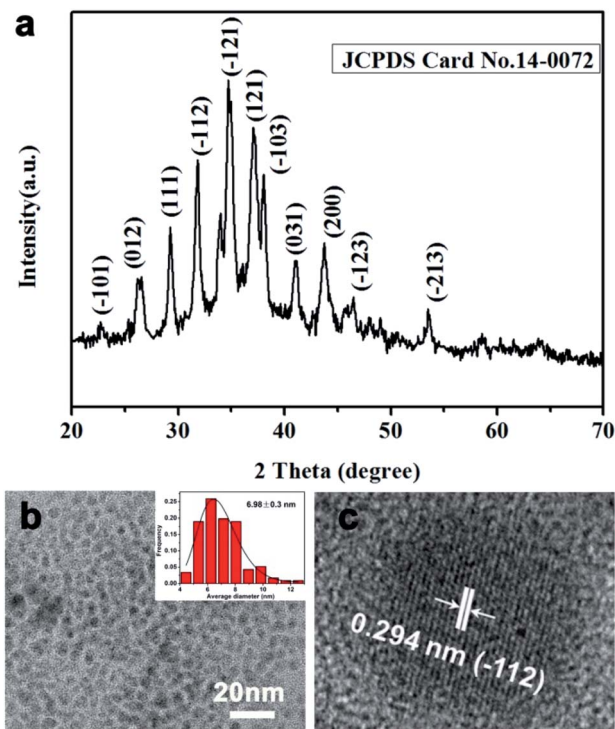 a
JCPDS Card No.14-0072
(-101)
(012)
(111)
(-112)
(-121)
(121)
(-103)
(031)
(200)
(-123)
(-213)
Intensity(a.u.)
20 30 40 50 60 70
2 Theta (degree)
b
6.98±0.3 nm
Frequency
0.25
0.20
0.15
0.10
0.05
0.00
4 6 8 10 12
Average diameter (nm)
20nm
c
0.294 nm (-112)